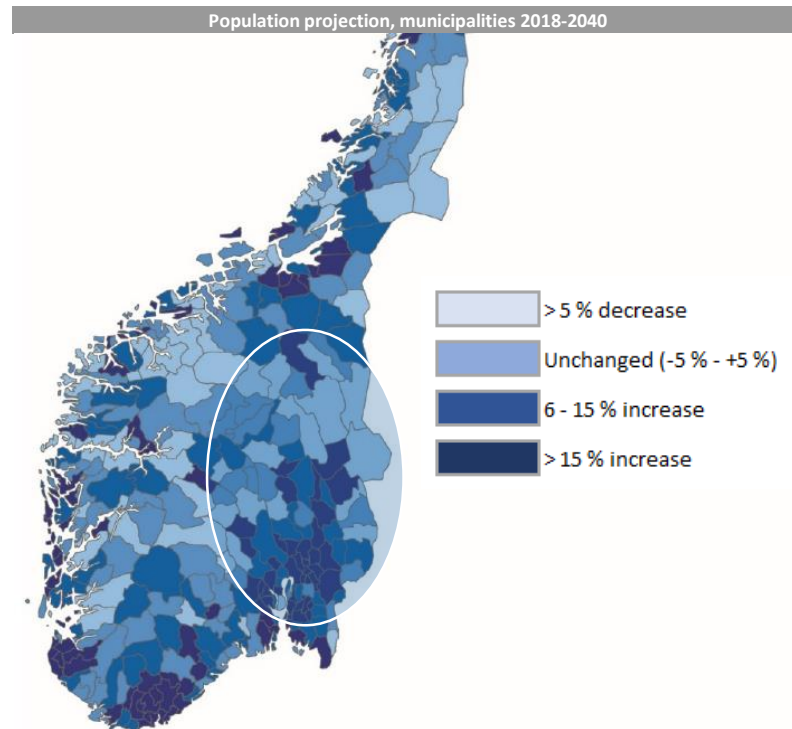 Population projection, municipalities 2018-2040
> 5 % decrease
Unchanged (-5 % - +5 %)
6 - 15 % increase
> 15 % increase